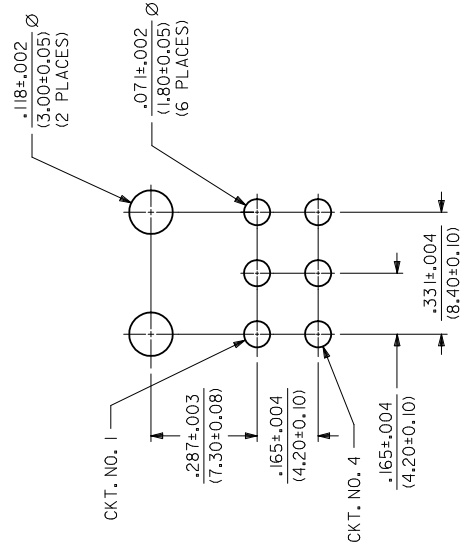 .118±.002 Ø
(3.00±0.05)
(2 PLACES)
.071±.002 Ø
(1.80±0.05)
(6 PLACES)
CKT. NO. 1
.287±.003
(7.30±0.08)
.165±.004
(4.20±0.10)
CKT. NO. 4
.165±.004
(4.20±0.10)
.331±.004
(8.40±0.10)